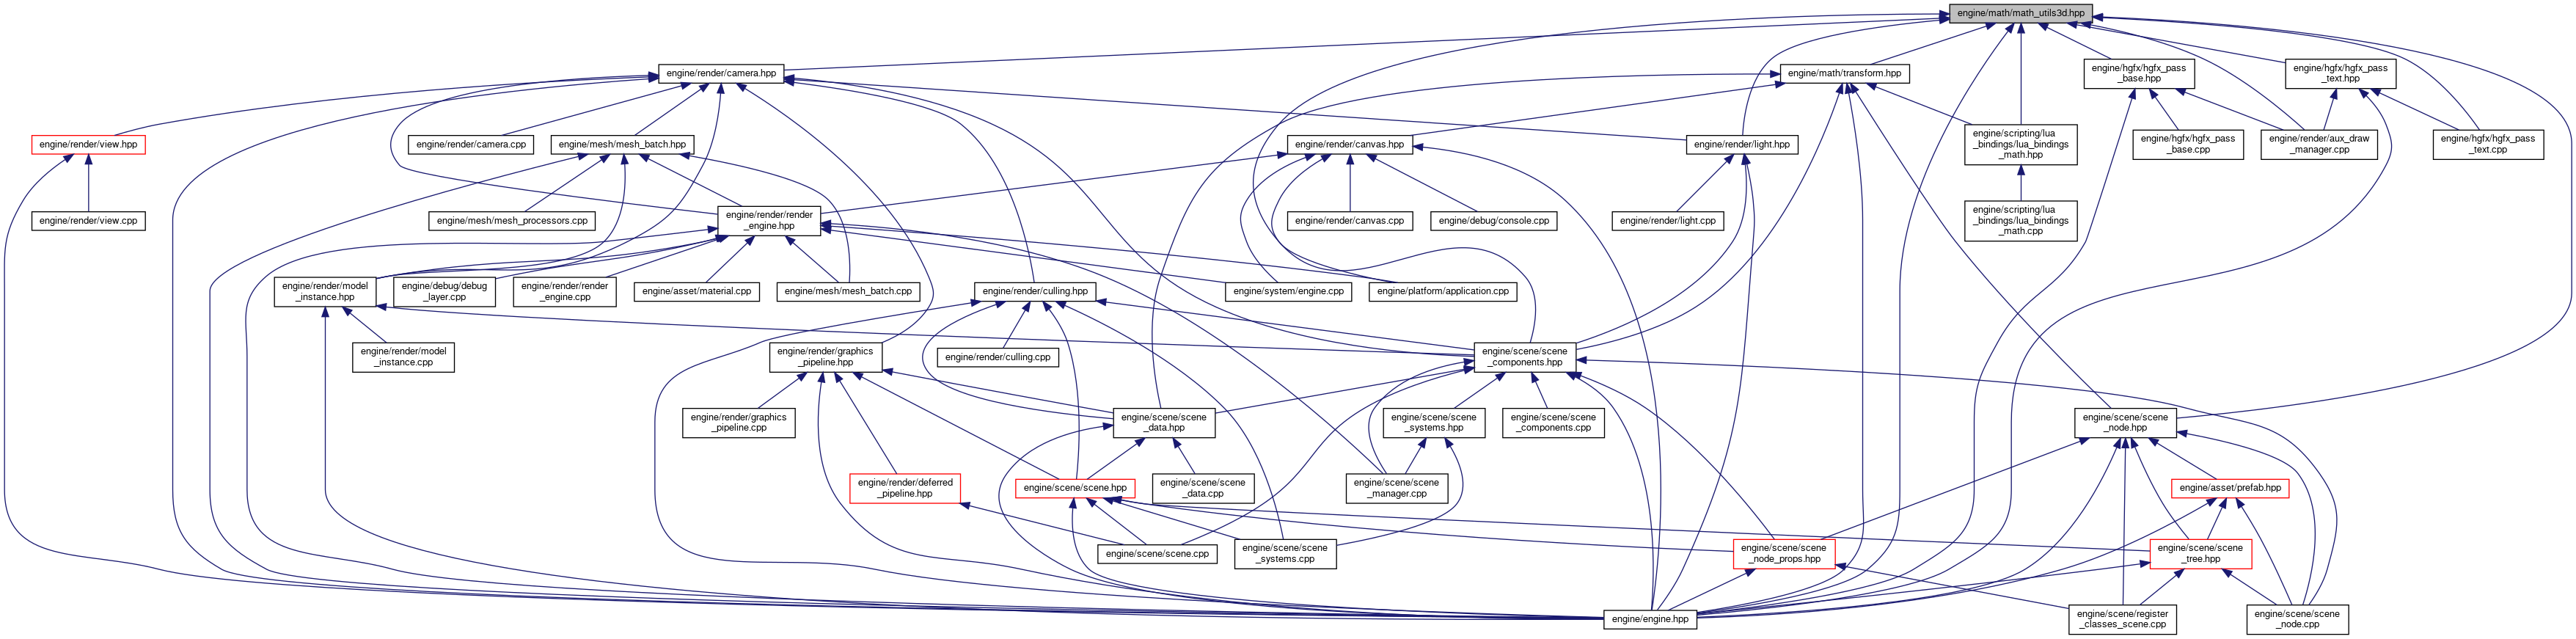 engine/math/math_utils3d.hpp
engine/render/camera.hpp
engine/math/transform.hpp
engine/hgfx/hgfx_pass
_base.hpp
engine/hgfx/hgfx_pass
_text.hpp
engine/render/view.hpp
engine/render/camera.cpp
engine/mesh/mesh_batch.hpp
engine/render/canvas.hpp
engine/render/light.hpp
engine/scripting/lua
_bindings/lua_bindings
_math.hpp
engine/hgfx/hgfx_pass
_base.cpp
engine/render/aux_draw
_manager.cpp
engine/hgfx/hgfx_pass
_text.cpp
engine/render/view.cpp
engine/mesh/mesh_processors.cpp
engine/render/render
_engine.hpp
engine/render/canvas.cpp
engine/debug/console.cpp
engine/render/light.cpp
engine/scripting/lua
_bindings/lua_bindings
_math.cpp
engine/render/model
_instance.hpp
engine/debug/debug
_layer.cpp
engine/render/render
_engine.cpp
engine/asset/material.cpp
engine/mesh/mesh_batch.cpp
engine/render/culling.hpp
engine/system/engine.cpp
engine/platform/application.cpp
engine/render/model
_instance.cpp
engine/render/graphics
_pipeline.hpp
engine/render/culling.cpp
engine/scene/scene
_components.hpp
engine/render/graphics
_pipeline.cpp
engine/scene/scene
_data.hpp
engine/scene/scene
_systems.hpp
engine/scene/scene
_components.cpp
engine/scene/scene
_node.hpp
engine/render/deferred
_pipeline.hpp
engine/scene/scene.hpp
engine/scene/scene
_data.cpp
engine/scene/scene
_manager.cpp
engine/asset/prefab.hpp
engine/scene/scene.cpp
engine/scene/scene
_systems.cpp
engine/scene/scene
_node_props.hpp
engine/scene/scene
_tree.hpp
engine/engine.hpp
engine/scene/register
_classes_scene.cpp
engine/scene/scene
_node.cpp